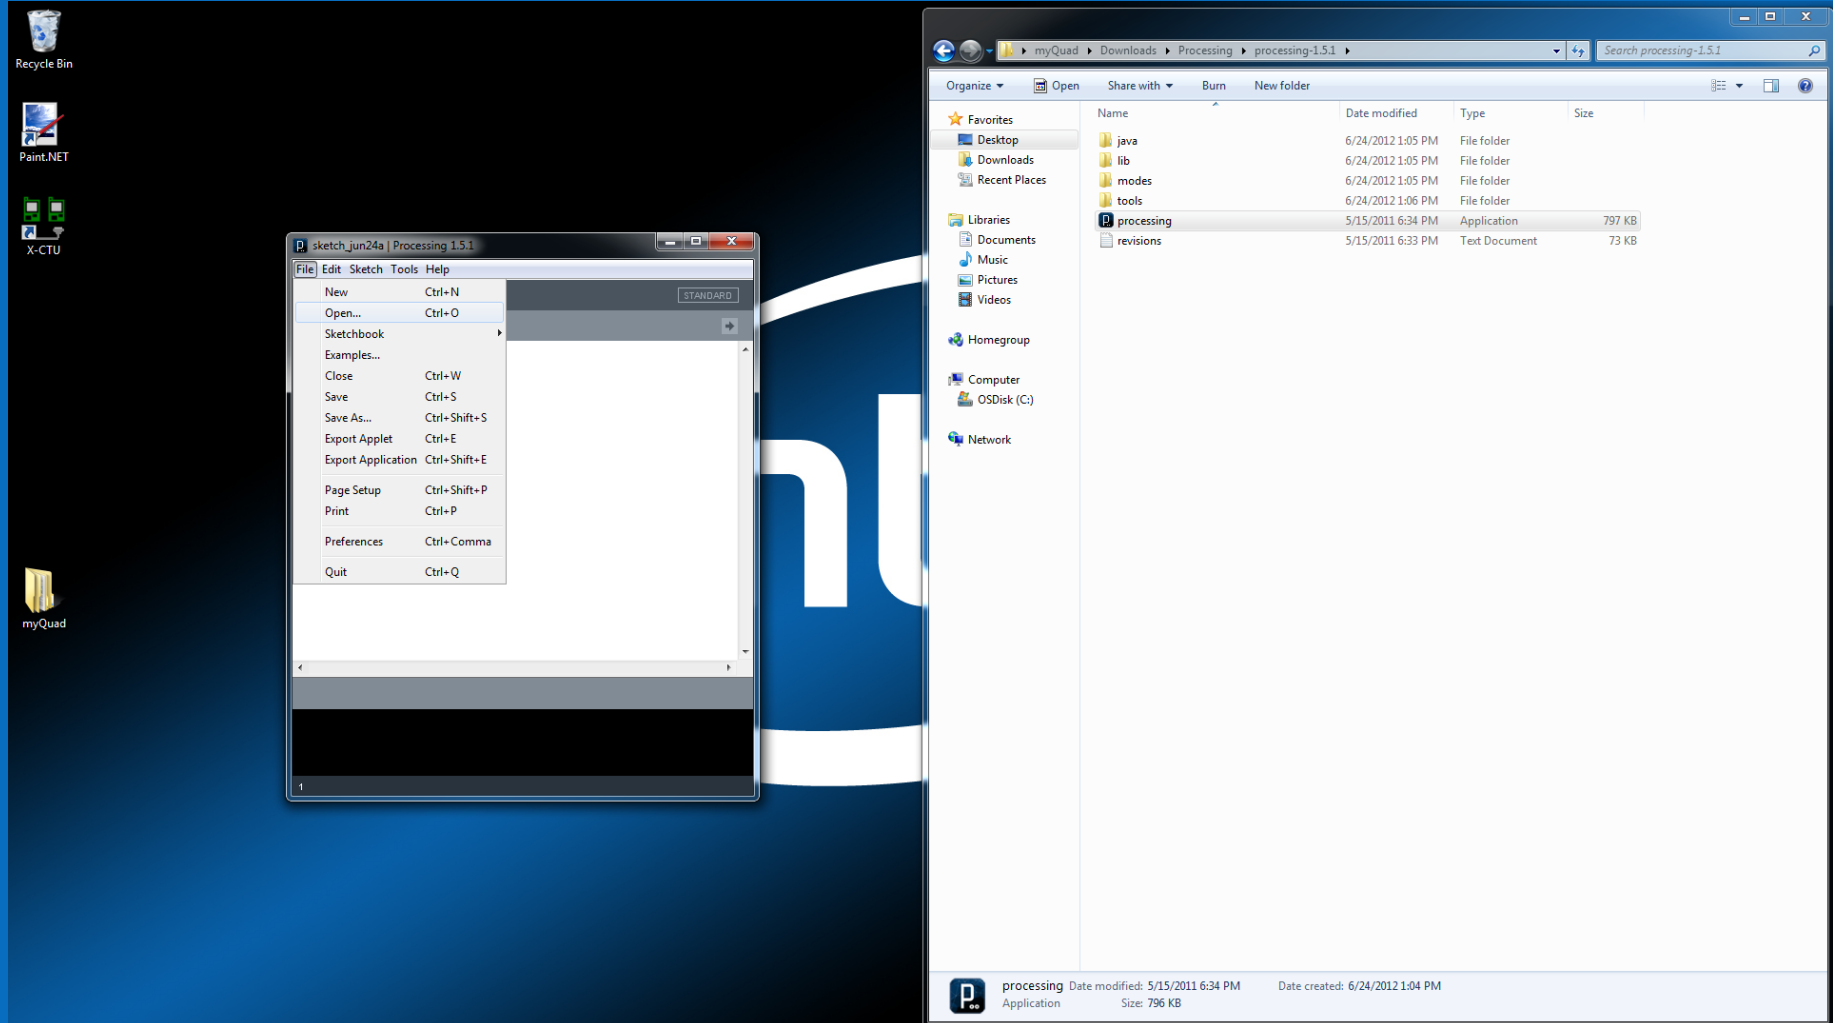 Recycle Bin
Paint.NET
X-CTU
myQuad
sketch_jun24a | Processing 1.5.1
File Edit Sketch Tools Help
New Ctrl+N
Open... Ctrl+O
Sketchbook
Examples...
Close Ctrl+W
Save Ctrl+S
Save As... Ctrl+Shift+S
Export Applet Ctrl+E
Export Application Ctrl+Shift+E
Page Setup Ctrl+Shift+P
Print Ctrl+P
Preferences Ctrl+Comma
Quit Ctrl+Q
STANDARD
1
myQuad Downloads Processing processing-1.5.1
Search processing-1.5.1
Organize Open Share with Burn New folder
Favorites
Desktop
Downloads
Recent Places
Libraries
Documents
Music
Pictures
Videos
Homegroup
Computer
OSDisk (C:)
Network
Name Date modified Type Size
java 6/24/2012 1:05 PM File folder
lib 6/24/2012 1:05 PM File folder
modes 6/24/2012 1:05 PM File folder
tools 6/24/2012 1:06 PM File folder
processing 5/15/2011 6:34 PM Application 797 KB
revisions 5/15/2011 6:33 PM Text Document 73 KB
processing Date modified: 5/15/2011 6:34 PM Date created: 6/24/2012 1:04 PM
Application Size: 796 KB